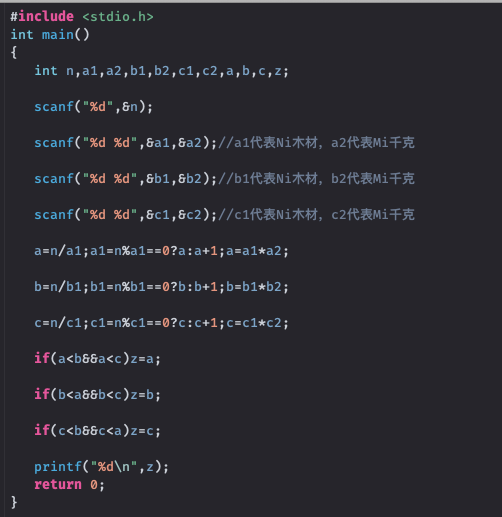 #include <stdio.h>
int main()
{
int n,a1,a2,b1,b2,c1,c2,a,b,c,z;
scanf("%d",&n);
scanf("%d %d",&a1,&a2);//a1代表Ni木材，a2代表Mi千克
scanf("%d %d",&b1,&b2);//b1代表Ni木材，b2代表Mi千克
scanf("%d %d",&c1,&c2);//c1代表Ni木材，c2代表Mi千克
a=n/a1;a1=n%a1==0?a:a+1;a=a1*a2;
b=n/b1;b1=n%b1==0?b:b+1;b=b1*b2;
c=n/c1;c1=n%c1==0?c:c+1;c=c1*c2;
if(a<b&&a<c)z=a;
if(b<a&&b<c)z=b;
if(c<b&&c<a)z=c;
printf("%d\n",z);
return 0;
}